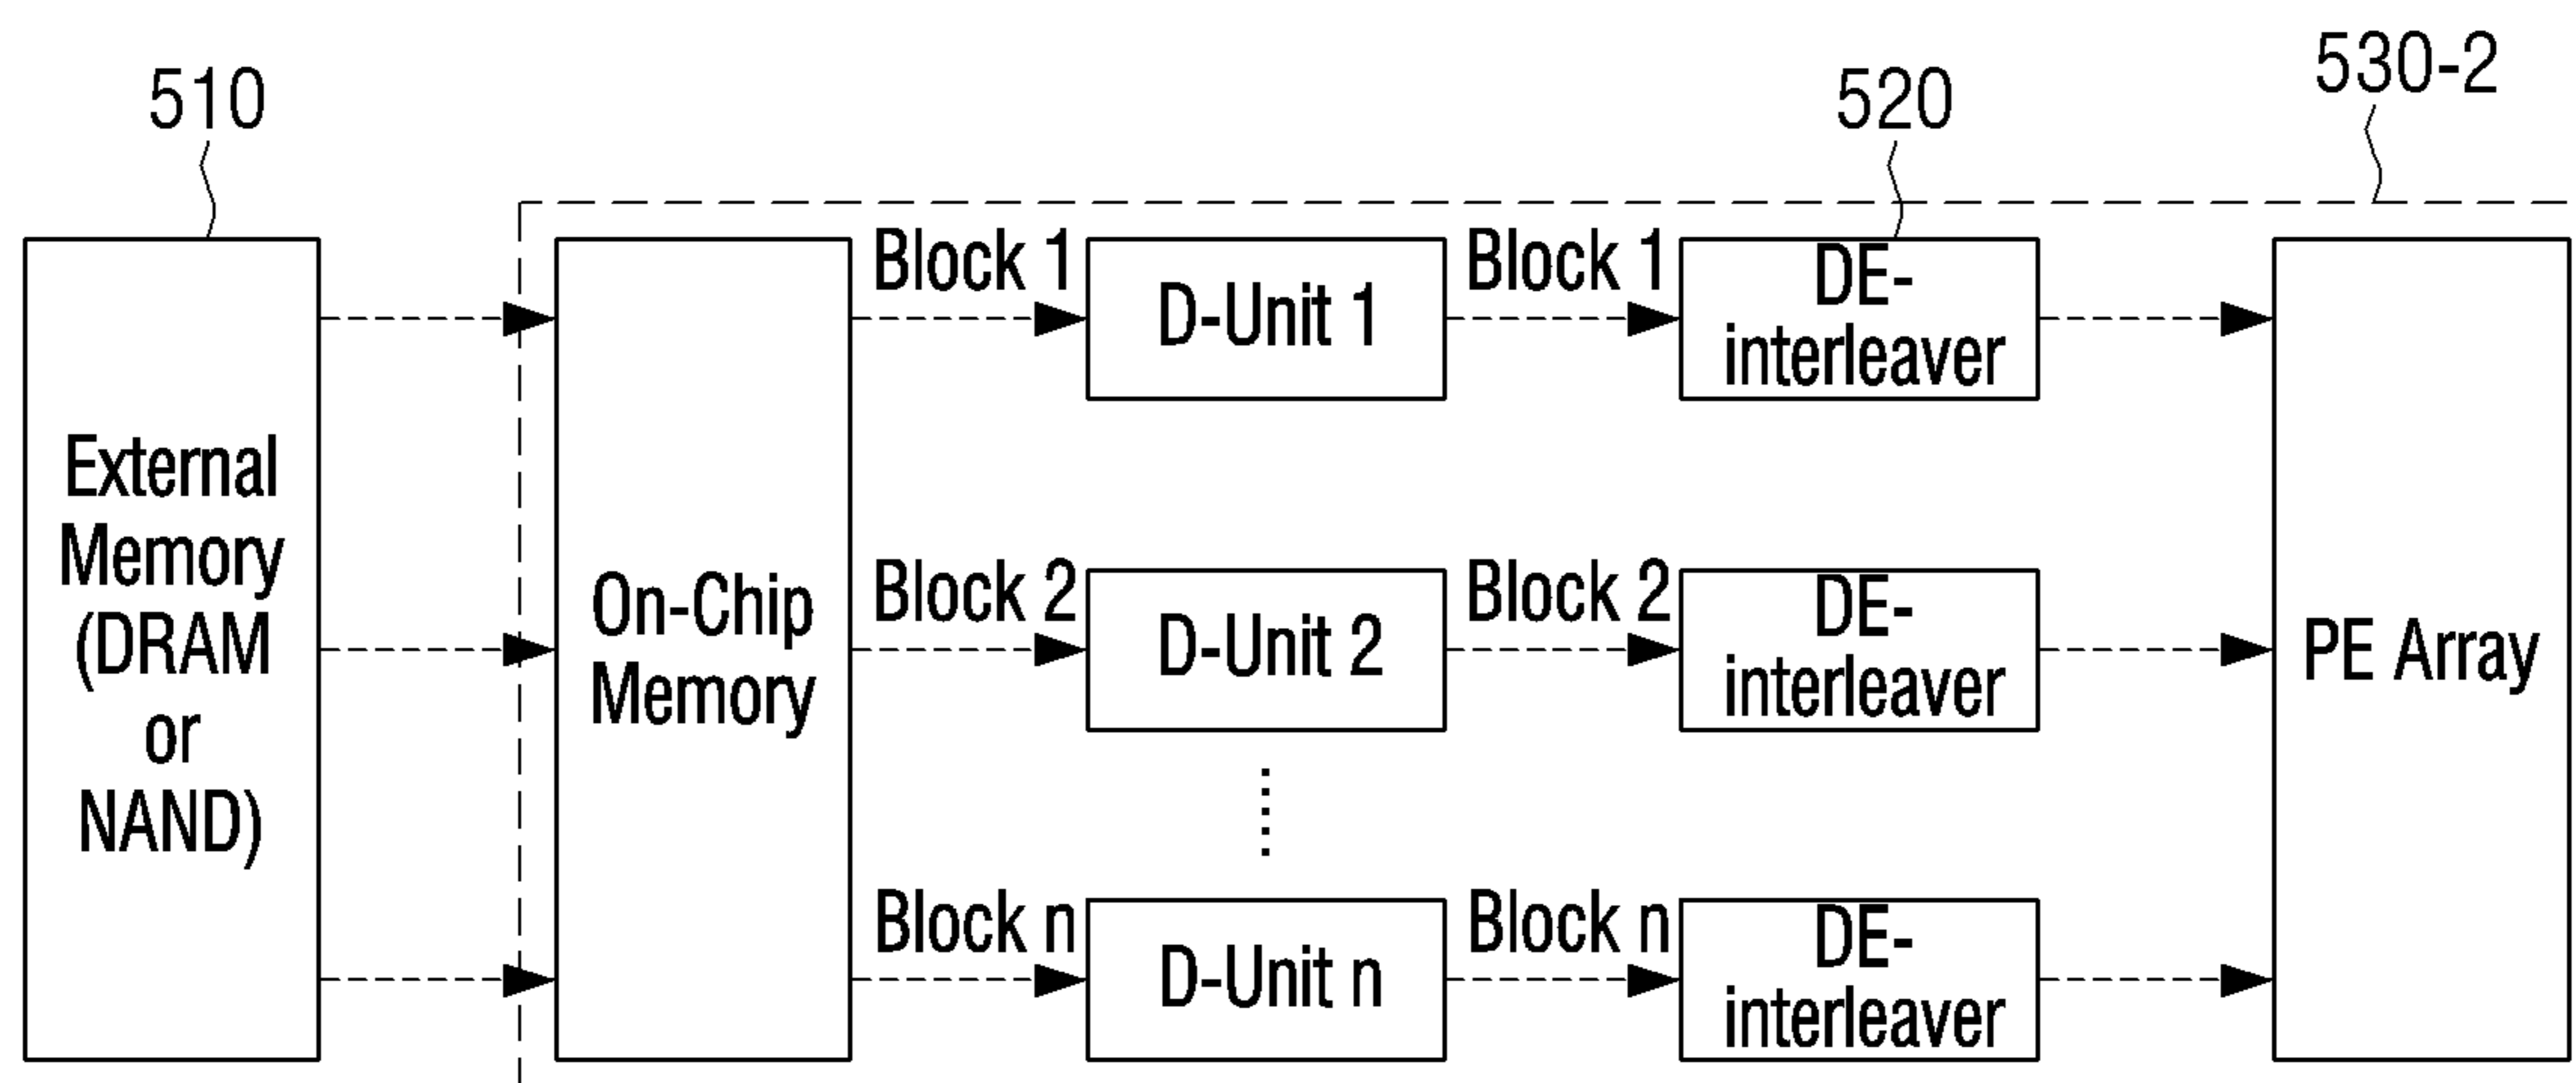 510
520
530-2
External
Memory
(DRAM
or
NAND)
On-Chip
Memory
Block 1
D-Unit 1
Block 1
DE-
interleaver
Block 2
D-Unit 2
Block 2
DE-
interleaver
Block n
D-Unit n
Block n
DE-
interleaver
PE Array